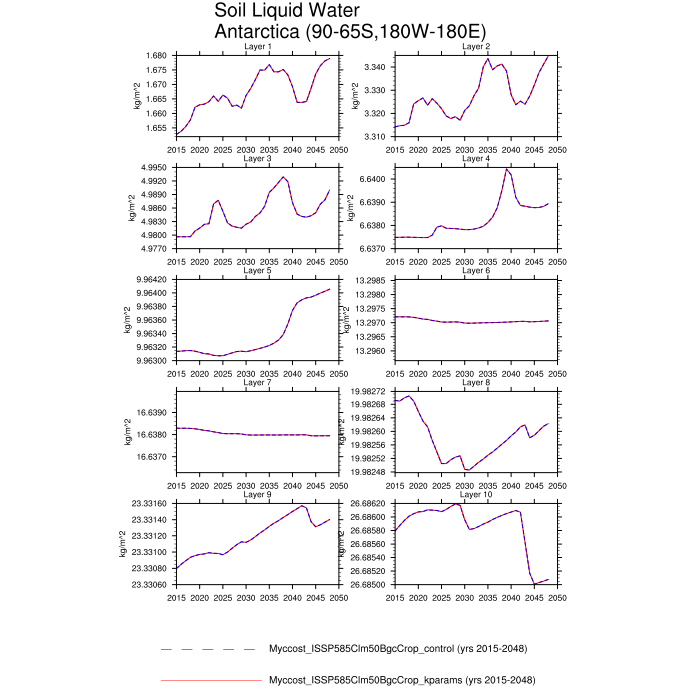 Soil Liquid Water
Antarctica (90-65S,180W-180E)
Layer 1
kg/m^2
1.680
1.675
1.670
1.665
1.660
1.655
2015 2020 2025 2030 2035 2040 2045 2050
Layer 2
kg/m^2
3.340
3.330
3.320
3.310
2015 2020 2025 2030 2035 2040 2045 2050
Layer 3
kg/m^2
4.9950
4.9920
4.9890
4.9860
4.9830
4.9800
4.9770
2015 2020 2025 2030 2035 2040 2045 2050
Layer 4
kg/m^2
6.6400
6.6390
6.6380
6.6370
2015 2020 2025 2030 2035 2040 2045 2050
Layer 5
kg/m^2
9.96420
9.96400
9.96380
9.96360
9.96340
9.96320
9.96300
2015 2020 2025 2030 2035 2040 2045 2050
Layer 6
13.2985
13.2975
13.2970
13.2960
2015 2020 2025 2030 2035 2040 2045 2050
Layer 7
kg/m^2
16.6390
16.6380
16.6370
2015 2020 2025 2030 2035 2040 2045 2050
Layer 8
19.98272
19.98268
19.98264
19.98260
19.98256
19.98252
19.98248
2015 2020 2025 2030 2035 2040 2045 2050
Layer 9
kg/m^2
23.33160
23.33140
23.33120
23.33100
23.33080
23.33060
2015 2020 2025 2030 2035 2040 2045 2050
Layer 10
26.68620
26.68600
26.68580
26.68560
26.68540
26.68520
26.68500
2015 2020 2025 2030 2035 2040 2045 2050
Myccost_ISSP585Clm50BgcCrop_control (yrs 2015-2048)
Myccost_ISSP585Clm50BgcCrop_kparams (yrs 2015-2048)